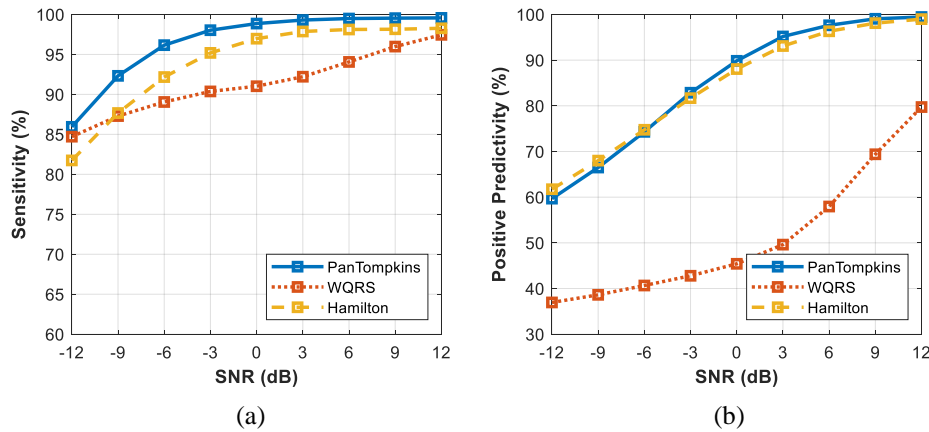 100
95
90
85
80
75
70
65
60
Sensitivity (%)
-12 -9 -6 -3 0 3 6 9 12
SNR (dB)
PanTompkins
WQRS
Hamilton
(a)
100
90
80
70
60
50
40
30
Positive Predictivity (%)
-12 -9 -6 -3 0 3 6 9 12
SNR (dB)
PanTompkins
WQRS
Hamilton
(b)